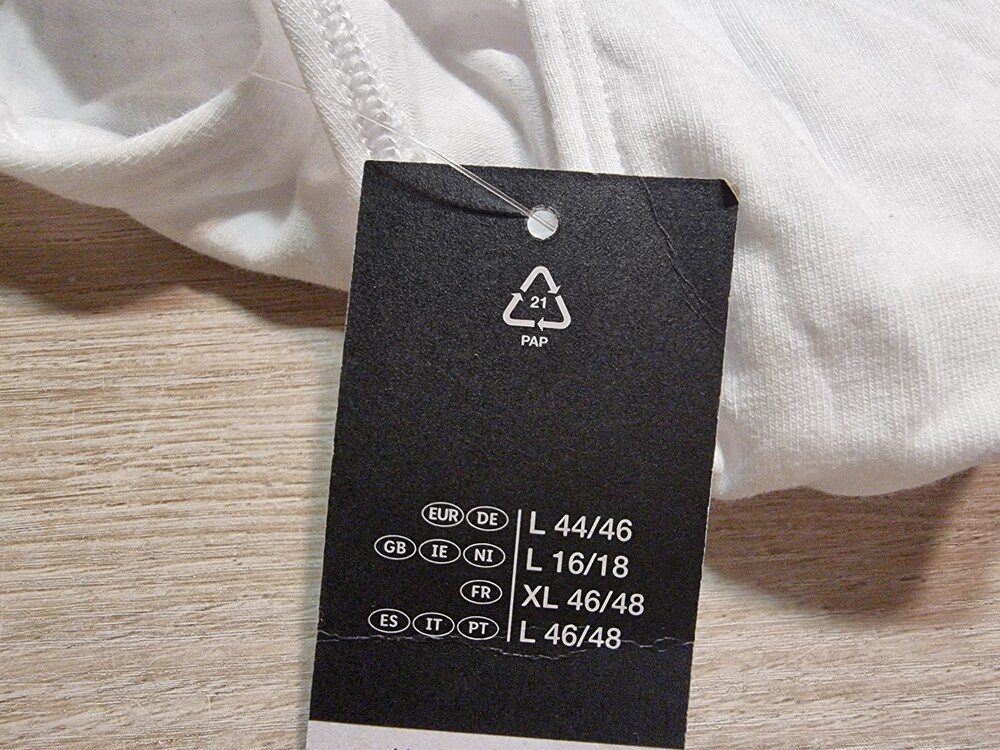 21
PAP
EUR DE L 44/46
GB IE NI L 16/18
FR XL 46/48
ES IT PT L 46/48